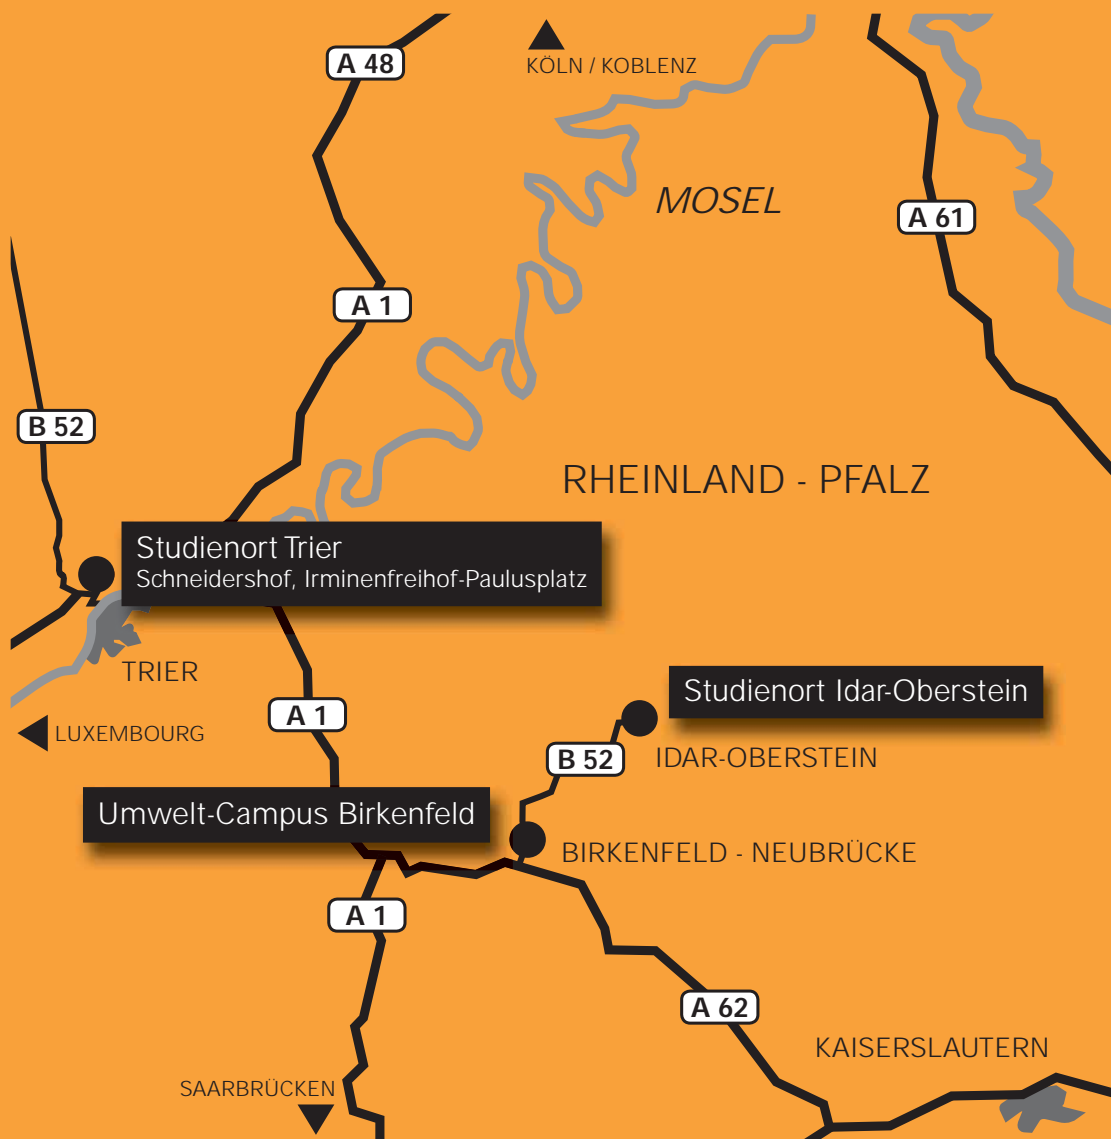 A 48
KÖLN / KOBLENZ
MOSEL
A 61
A 1
B 52
RHEINLAND - PFALZ
Studienort Trier
Schneidershof, Irminenfreihof-Paulusplatz
TRIER
Studienort Idar-Oberstein
A 1
LUXEMBOURG
B 52
IDAR-OBERSTEIN
Umwelt-Campus Birkenfeld
BIRKENFELD - NEUBRÜCKE
A 1
A 62
KAISERSLAUTERN
SAARBRÜCKEN